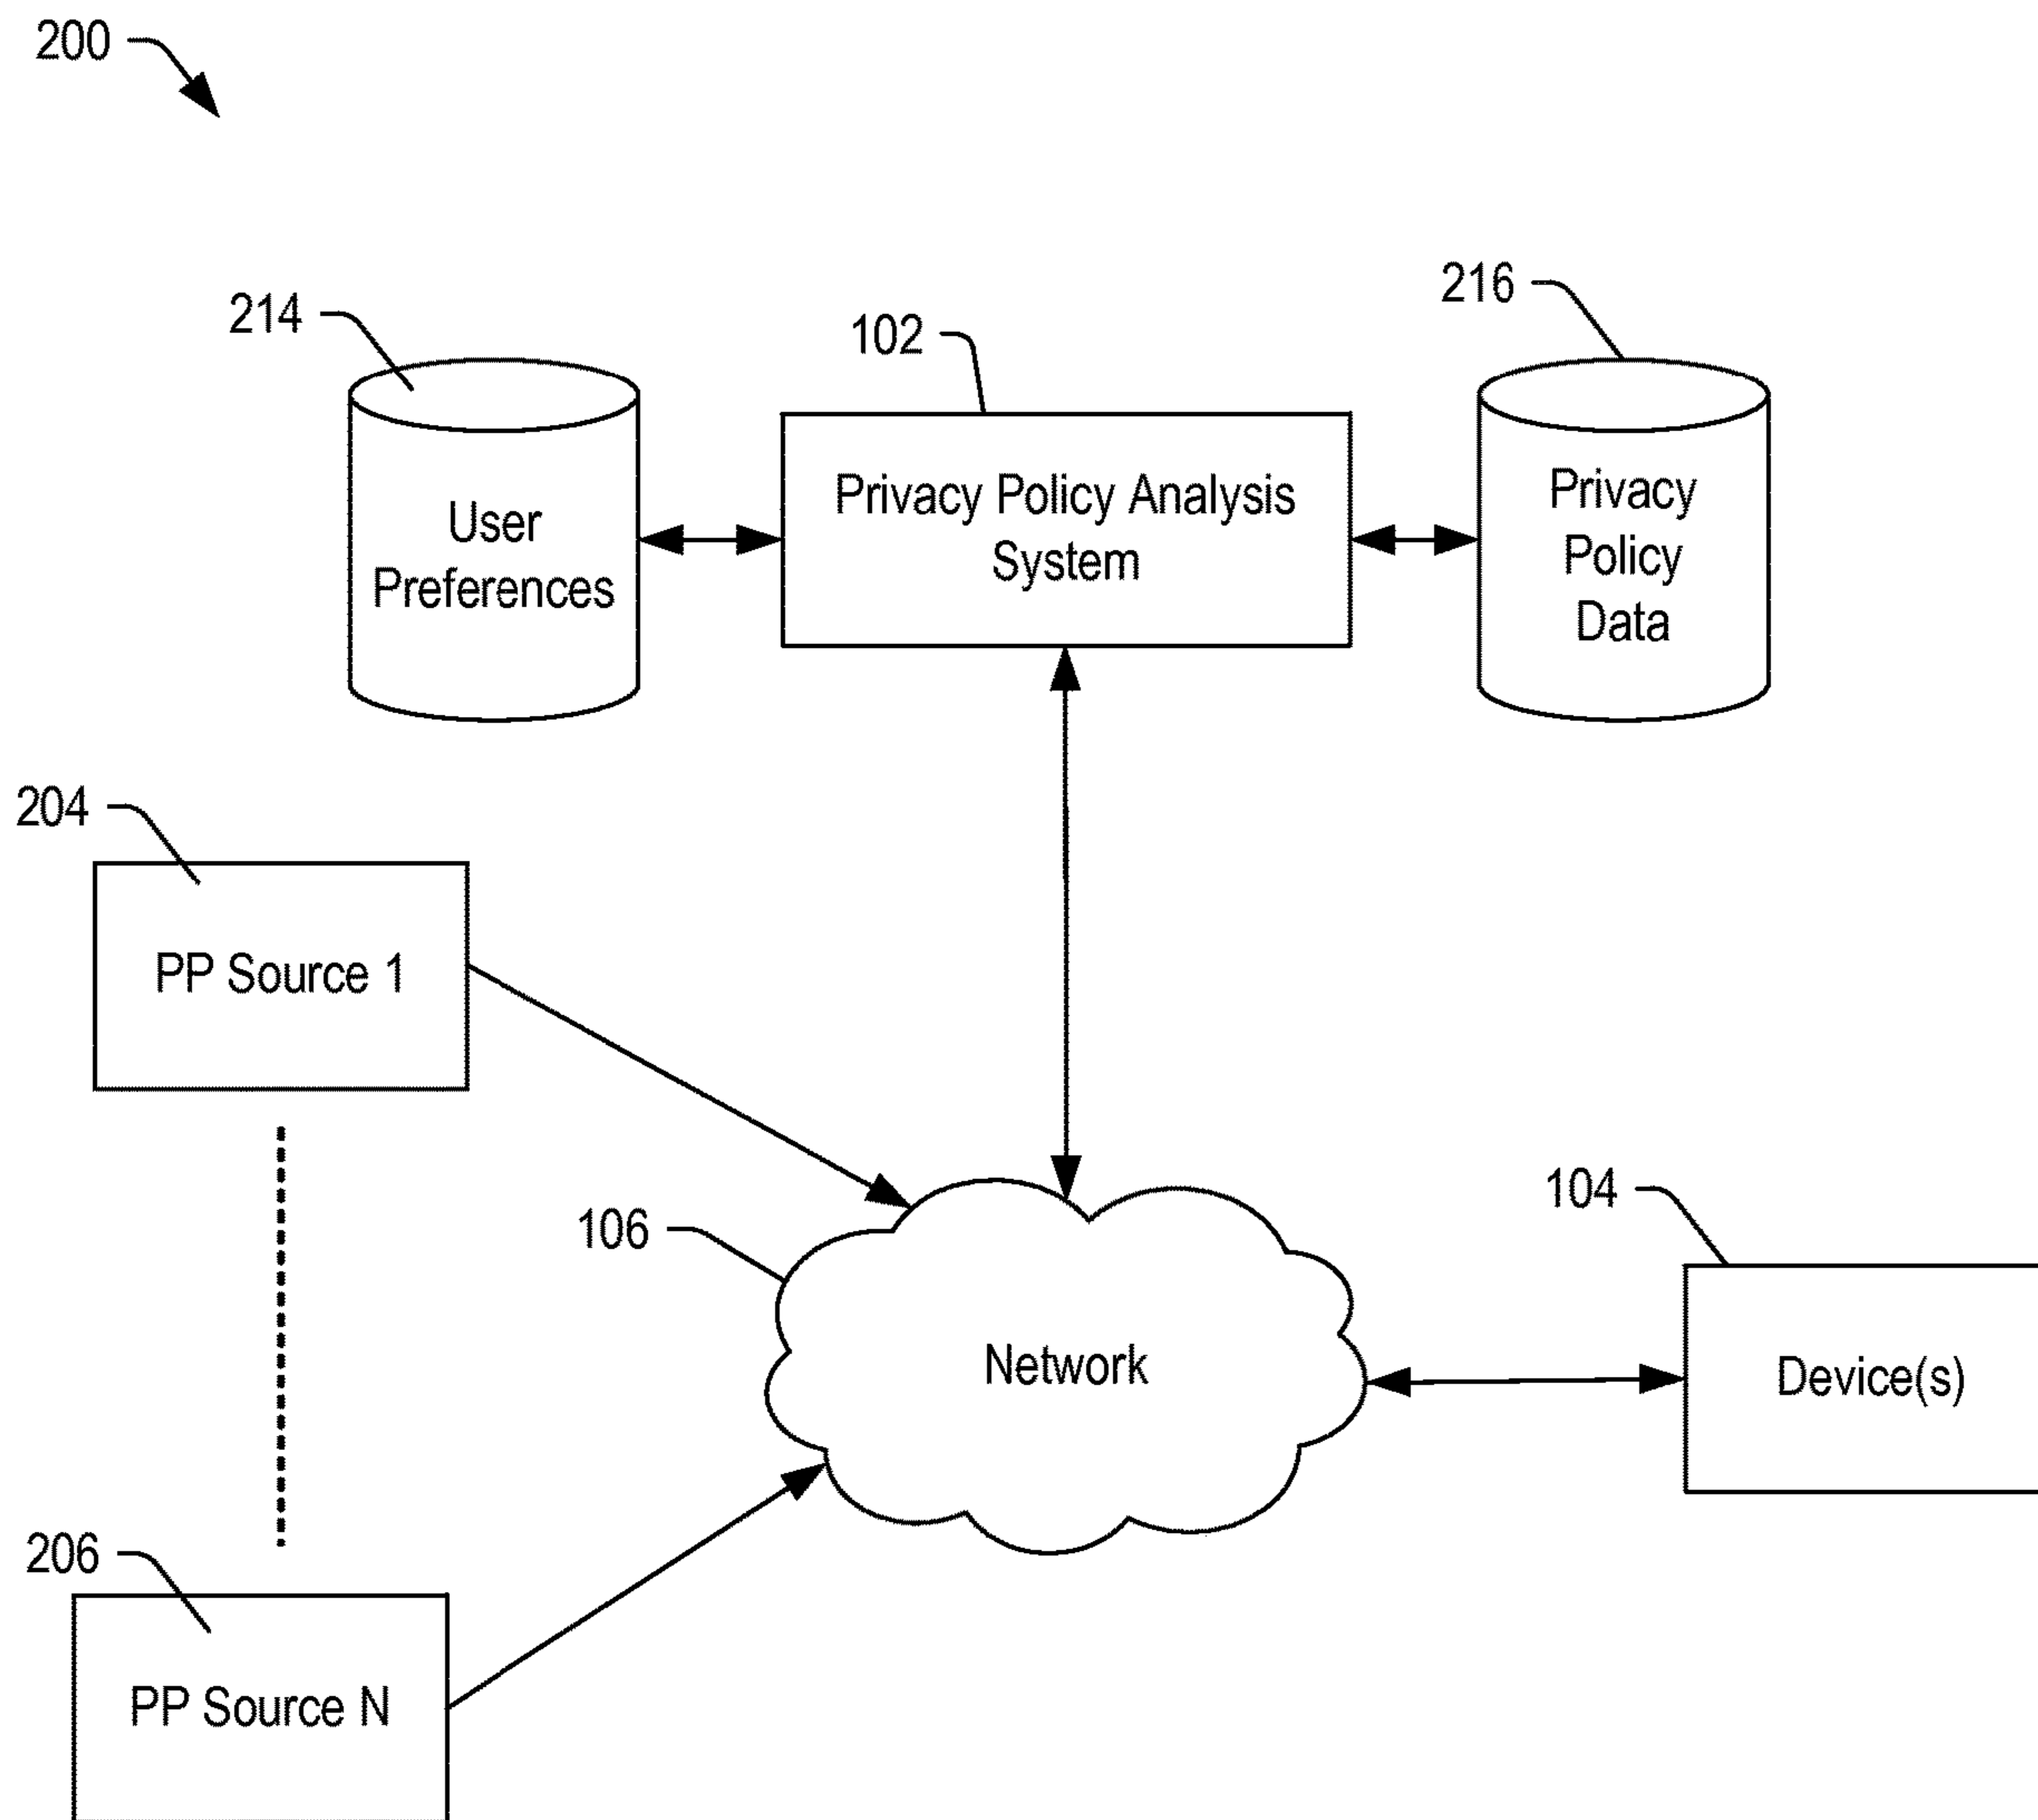 200
214
102
216
User
Preferences
Privacy Policy Analysis
System
Privacy
Policy
Data
204
PP Source 1
106
Network
104
Device(s)
206
PP Source N